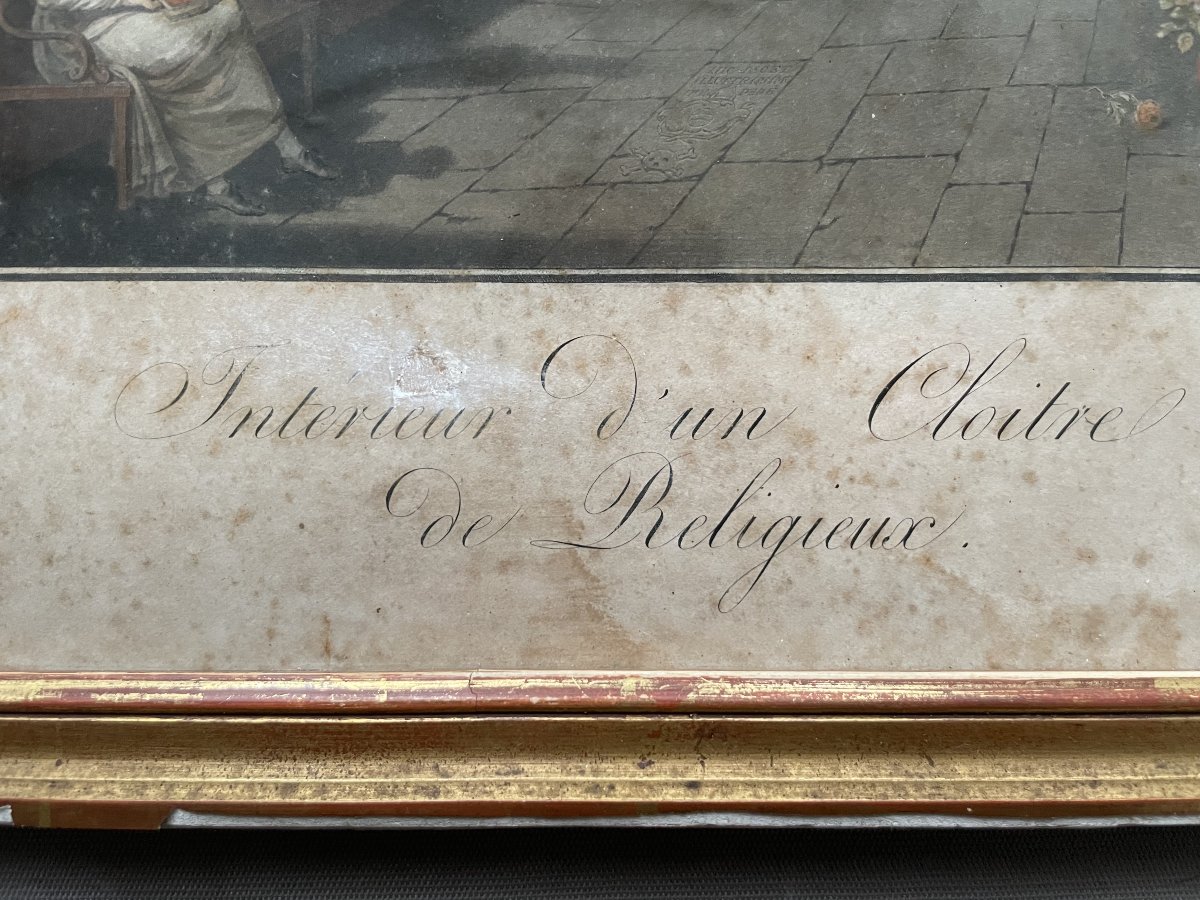 Intérieur d'un Cloitre
de Religieux.